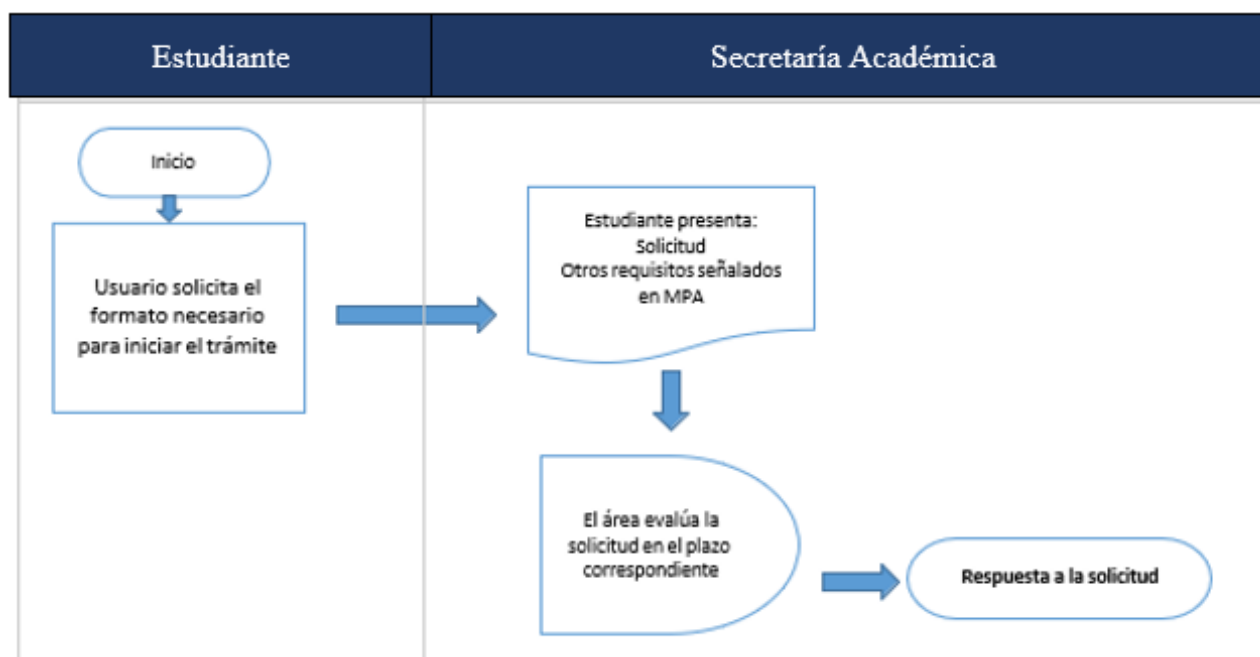 Estudiante
Secretaría Académica
Inicio
Usuario solicita el
formato necesario
para iniciar el trámite
Estudiante presenta:
Solicitud
Otros requisitos señalados
en MPA
El área evalúa la
solicitud en el plazo
correspondiente
Respuesta a la solicitud